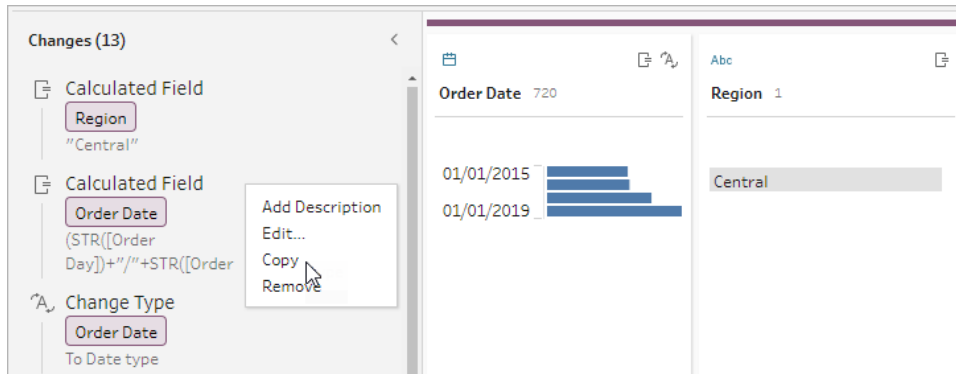 Changes (13)
Calculated Field
Region
"Central"
Calculated Field
Order Date
(STR([Order
Day])+"/"+STR([Order
Change Type
Order Date
To Date type
Add Description
Edit...
Copy
Remove
Order Date 720
01/01/2015
01/01/2019
Abc
Region 1
Central